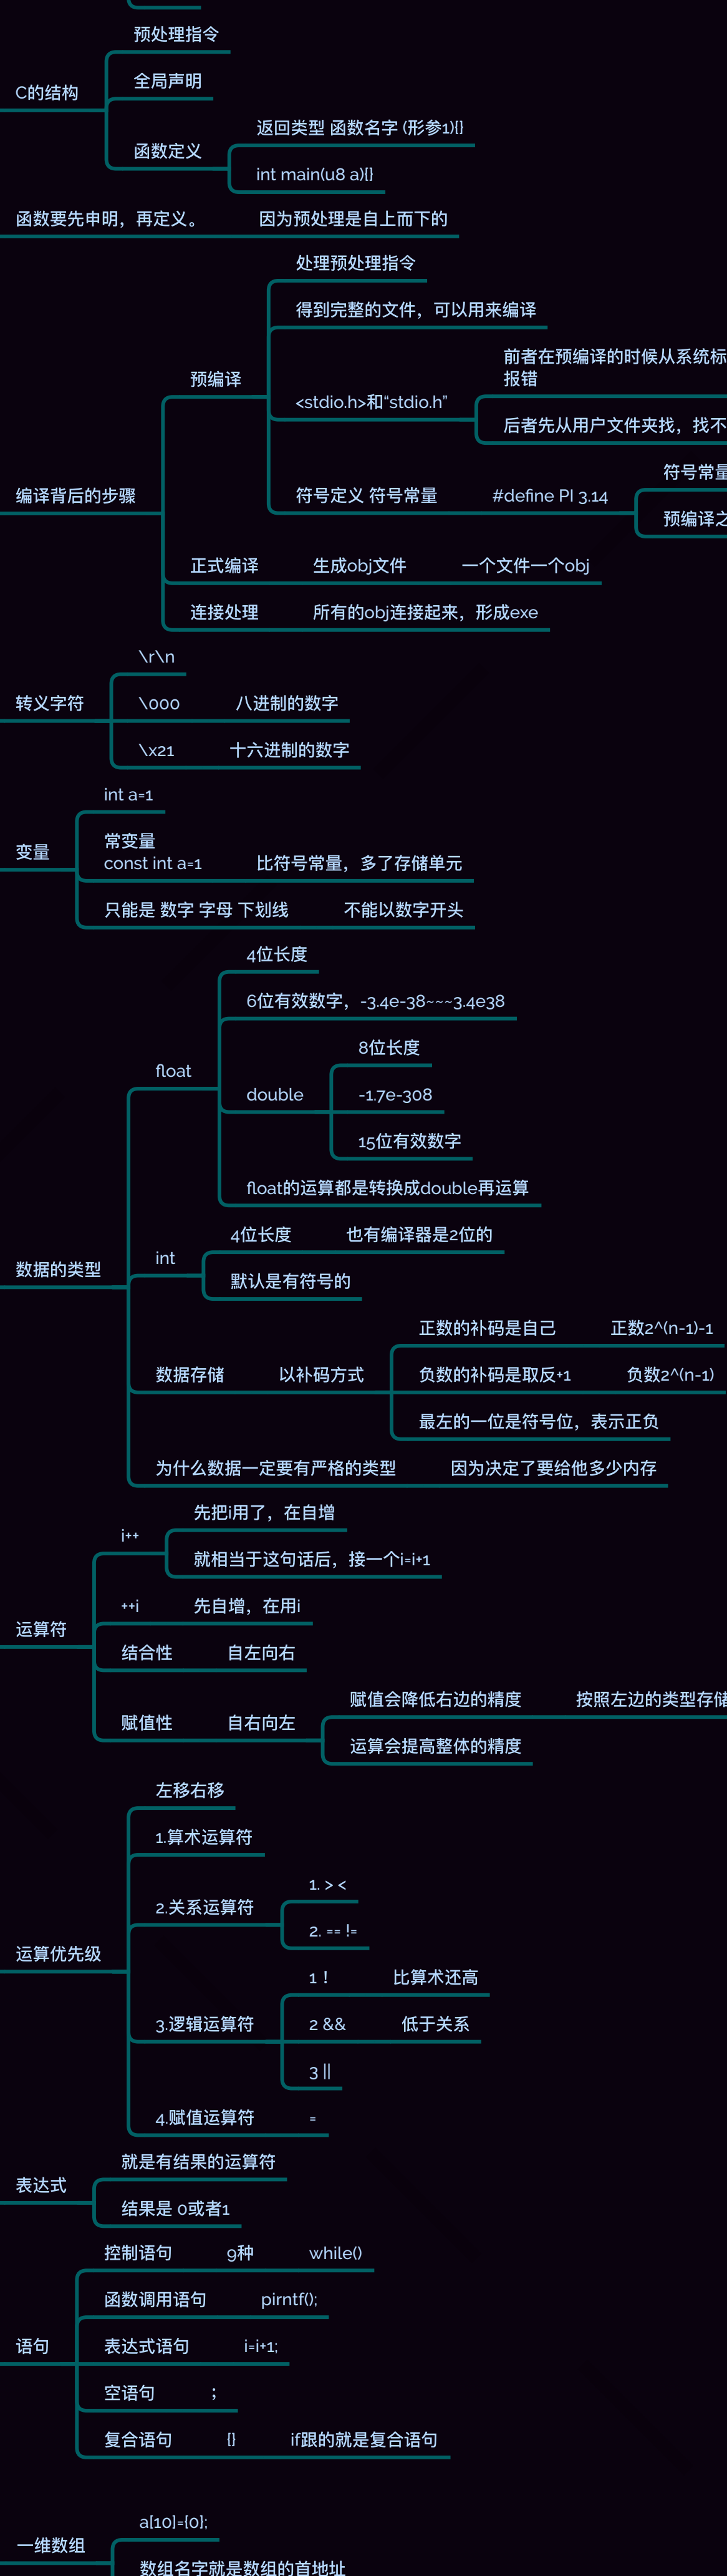 预处理指令
C的结构
全局声明
函数定义
返回类型 函数名字 (形参1){}
int main(u8 a){}
函数要先申明，再定义。 因为预处理是自上而下的
处理预处理指令
得到完整的文件，可以用来编译
前者在预编译的时候从系统标
报错
预编译
<stdio.h>和“stdio.h”
后者先从用户文件夹找，找不
符号常量
编译背后的步骤
符号定义 符号常量 #define PI 3.14
预编译之
正式编译 生成obj文件 一个文件一个obj
连接处理 所有的obj连接起来，形成exe
\r\n
转义字符
\000 八进制的数字
\x21 十六进制的数字
int a=1
变量
常变量
const int a=1 比符号常量，多了存储单元
只能是 数字 字母 下划线 不能以数字开头
4位长度
6位有效数字，-3.4e-38~~~3.4e38
float
8位长度
double
-1.7e-308
15位有效数字
float的运算都是转换成double再运算
4位长度 也有编译器是2位的
int
数据的类型
默认是有符号的
正数的补码是自己 正数2^(n-1)-1
数据存储 以补码方式
负数的补码是取反+1 负数2^(n-1)
最左的一位是符号位，表示正负
为什么数据一定要有严格的类型 因为决定了要给他多少内存
先把i用了，在自增
i++
就相当于这句话后，接一个i=i+1
++i 先自增，在用i
运算符
结合性 自左向右
赋值会降低右边的精度 按照左边的类型存储
赋值性 自右向左
运算会提高整体的精度
左移右移
1.算术运算符
1. > <
2.关系运算符
2. == !=
运算优先级
1 ！ 比算术还高
3.逻辑运算符
2 && 低于关系
3 ||
4.赋值运算符 =
就是有结果的运算符
表达式
结果是 0或者1
控制语句 9种 while()
函数调用语句 pirntf();
语句
表达式语句 i=i+1;
空语句 ；
复合语句 {} if跟的就是复合语句
a[10]={0};
一维数组
数组名字就是数组的首地址